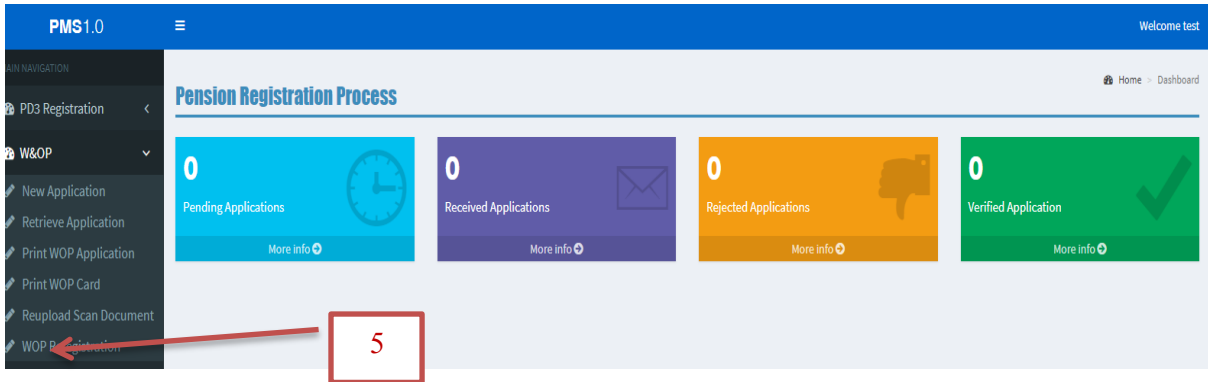 PMS1.0
Welcome test
AIN NAVIGATION
PD3 Registration
W&OP
New Application
Retrieve Application
Print WOP Application
Print WOP Card
Reupload Scan Document
WOP
Home > Dashboard
Pension Registration Process
0
Pending Applications
More info
0
Received Applications
More info
0
Rejected Applications
More info
0
Verified Application
More info
5